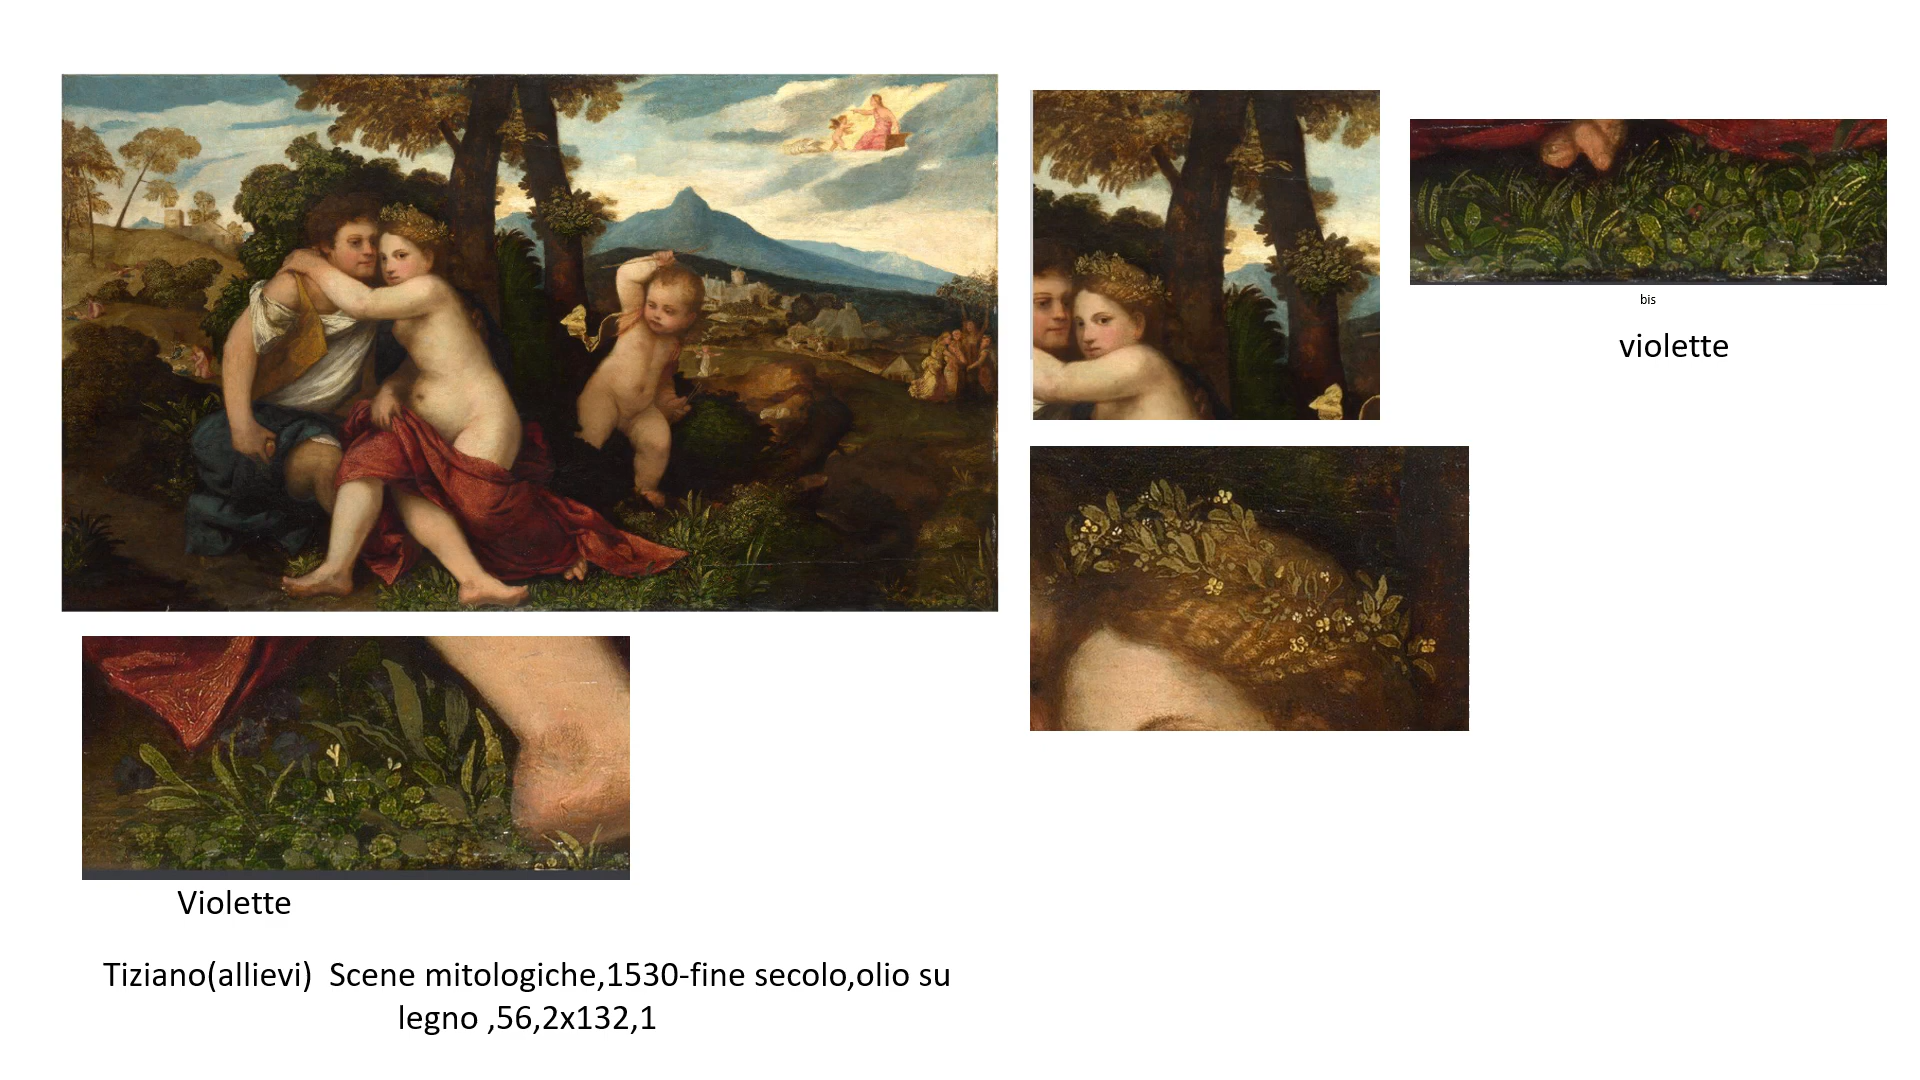 bis
violette
Violette
Tiziano(allievi)  Scene mitologiche,1530-fine secolo,olio su
legno ,56,2x132,1